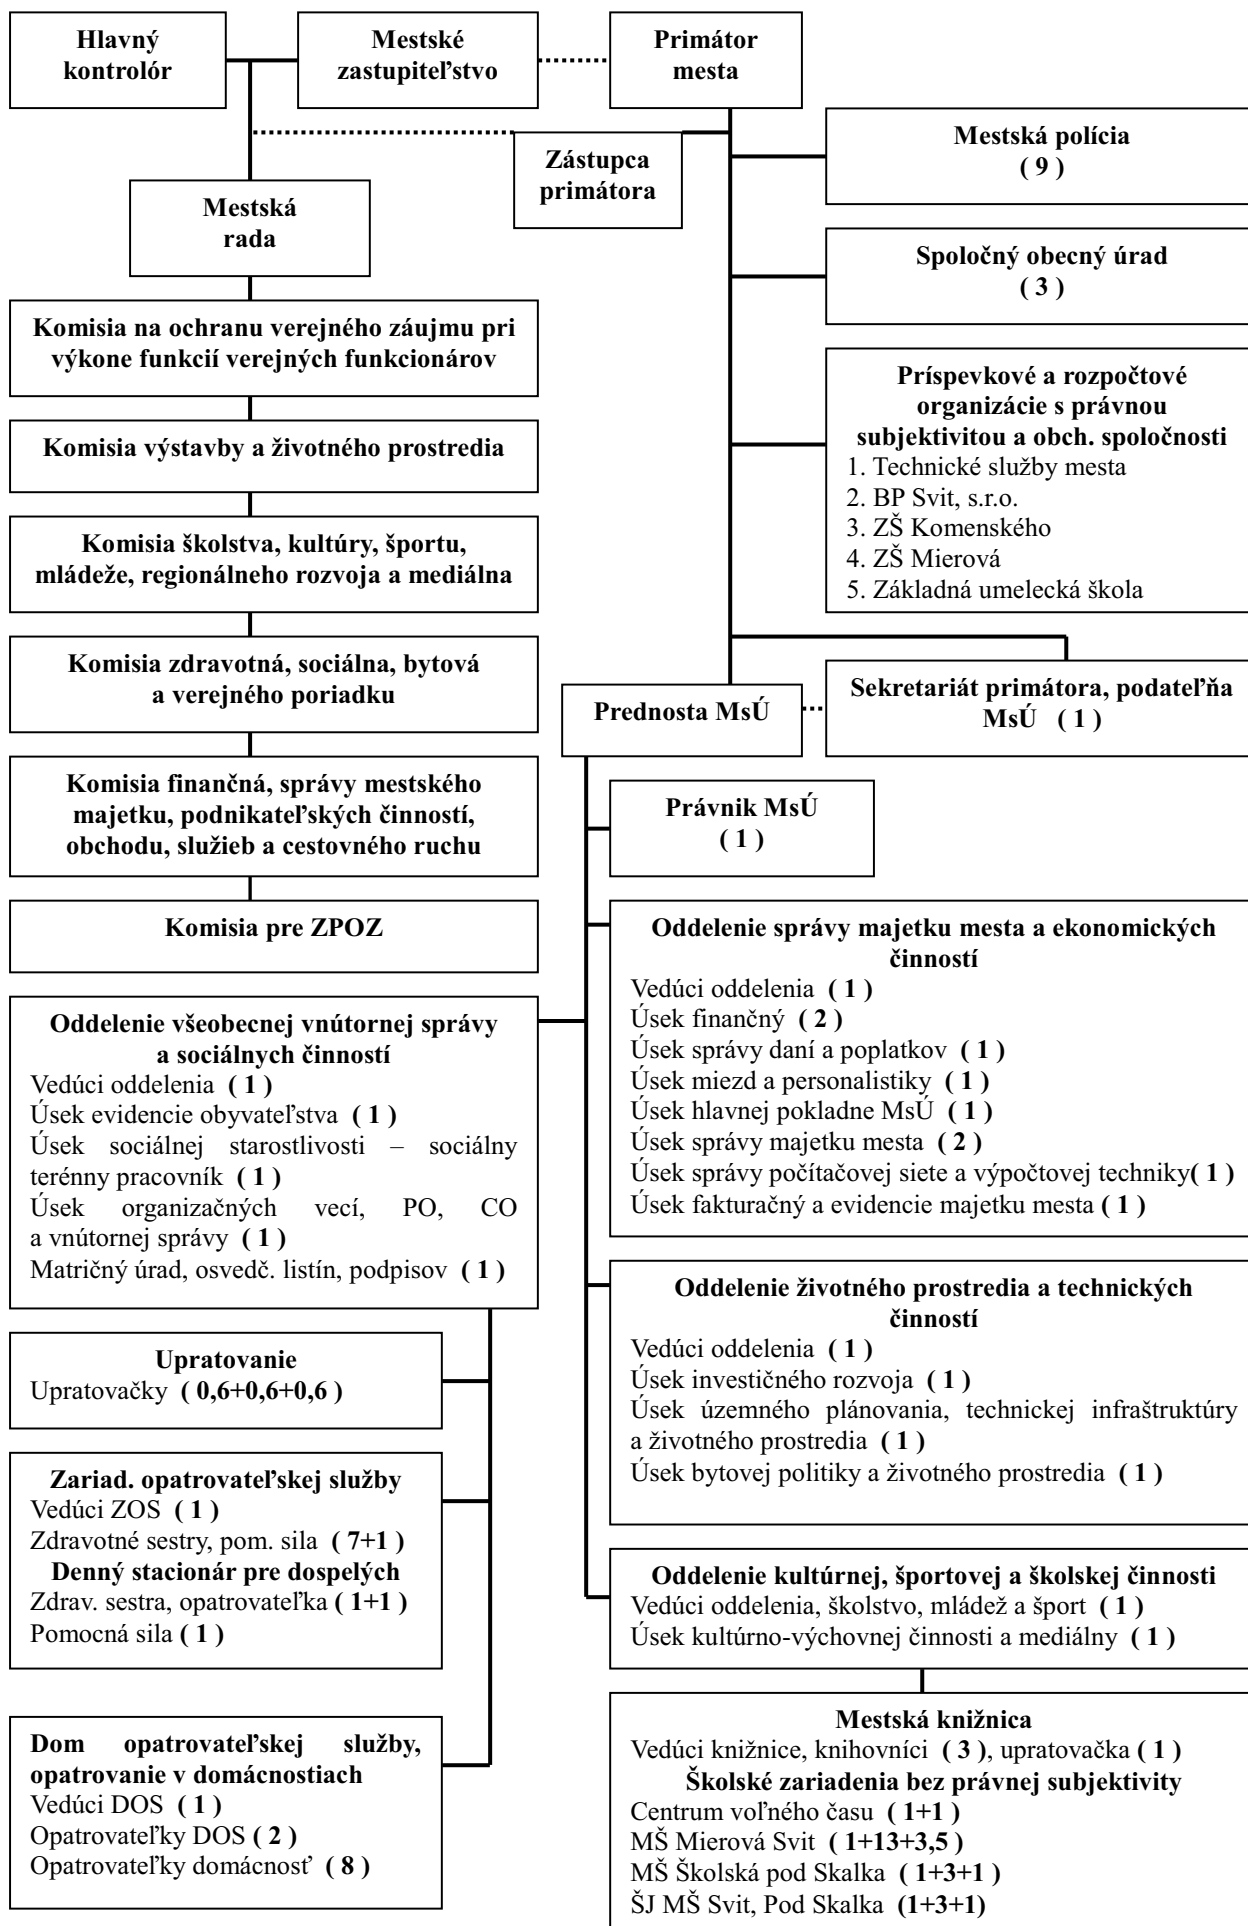 Hlavný
kontrolór
Mestské
zastupiteľstvo
Primátor
mesta
Zástupca
primátora
Mestská polícia
( 9 )
Mestská
rada
Spoločný obecný úrad
( 3 )
Komisia na ochranu verejného záujmu pri
výkone funkcií verejných funkcionárov
Komisia výstavby a životného prostredia
Komisia školstva, kultúry, športu,
mládeže, regionálneho rozvoja a mediálna
Komisia zdravotná, sociálna, bytová
a verejného poriadku
Komisia finančná, správy mestského
majetku, podnikateľských činností,
obchodu, služieb a cestovného ruchu
Komisia pre ZPOZ
Príspevkové a rozpočtové
organizácie s právnou
subjektivitou a obch. spoločnosti
1. Technické služby mesta
2. BP Svit, s.r.o.
3. ZŠ Komenského
4. ZŠ Mierová
5. Základná umelecká škola
Prednosta MsÚ
Sekretariát primátora, podateľňa
MsÚ ( 1 )
Právnik MsÚ
( 1 )
Oddelenie správy majetku mesta a ekonomických
činností
Vedúci oddelenia ( 1 )
Úsek finančný ( 2 )
Úsek správy daní a poplatkov ( 1 )
Úsek miezd a personalistiky ( 1 )
Úsek hlavnej pokladne MsÚ ( 1 )
Úsek správy majetku mesta ( 2 )
Úsek správy počítačovej siete a výpočtovej techniky( 1 )
Úsek fakturačný a evidencie majetku mesta ( 1 )
Oddelenie všeobecnej vnútornej správy
a sociálnych činností
Vedúci oddelenia ( 1 )
Úsek evidencie obyvateľstva ( 1 )
Úsek sociálnej starostlivosti – sociálny
terénny pracovník ( 1 )
Úsek organizačných vecí, PO, CO
a vnútornej správy ( 1 )
Matričný úrad, osvedč. listín, podpisov ( 1 )
Oddelenie životného prostredia a technických
činností
Vedúci oddelenia ( 1 )
Úsek investičného rozvoja ( 1 )
Úsek územného plánovania, technickej infraštruktúry
a životného prostredia ( 1 )
Úsek bytovej politiky a životného prostredia ( 1 )
Upratovanie
Upratovačky ( 0,6+0,6+0,6 )
Zariad. opatrovateľskej služby
Vedúci ZOS ( 1 )
Zdravotné sestry, pom. sila ( 7+1 )
Denný stacionár pre dospelých
Zdrav. sestra, opatrovateľka ( 1+1 )
Pomocná sila ( 1 )
Oddelenie kultúrnej, športovej a školskej činnosti
Vedúci oddelenia, školstvo, mládež a šport ( 1 )
Úsek kultúrno-výchovnej činnosti a mediálny ( 1 )
Dom opatrovateľskej služby,
opatrovanie v domácnostiach
Vedúci DOS ( 1 )
Opatrovateľky DOS ( 2 )
Opatrovateľky domácnosť ( 8 )
Mestská knižnica
Vedúci knižnice, knihovníci ( 3 ), upratovačka ( 1 )
Školské zariadenia bez právnej subjektivity
Centrum voľného času ( 1+1 )
MŠ Mierová Svit ( 1+13+3,5 )
MŠ Školská pod Skalka ( 1+3+1 )
ŠJ MŠ Svit, Pod Skalka (1+3+1)